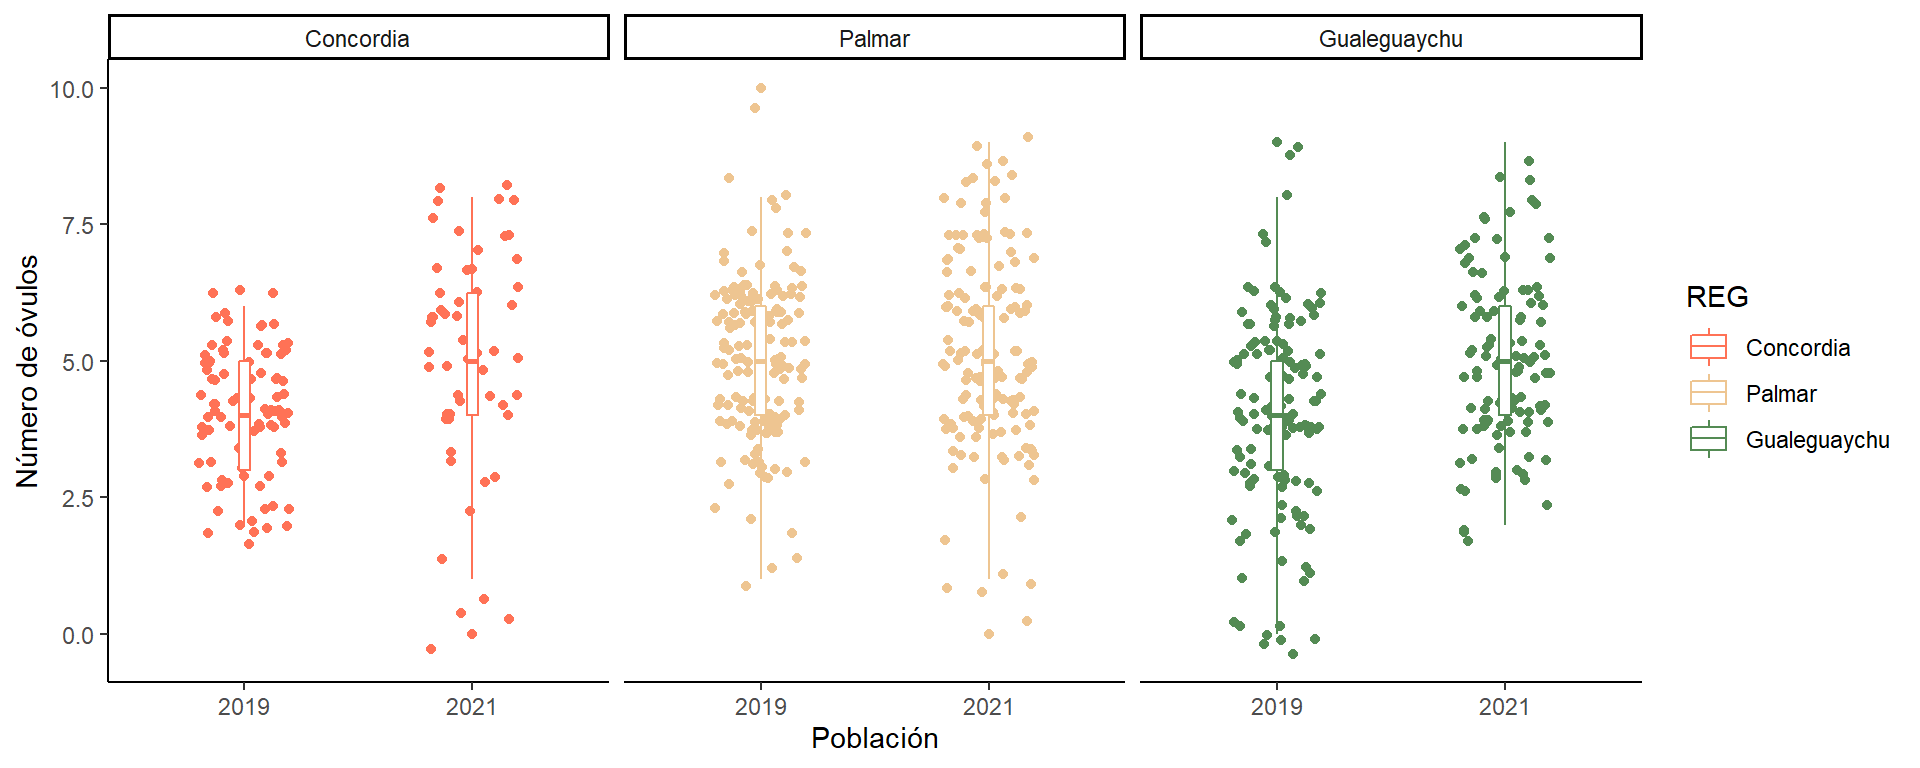 Concordia
Palmar
Gualeguaychu
Número de óvulos
10.0
7.5
5.0
2.5
0.0
2019
2021
2019
2021
2019
2021
Población
REG
Concordia
Palmar
Gualeguaychu